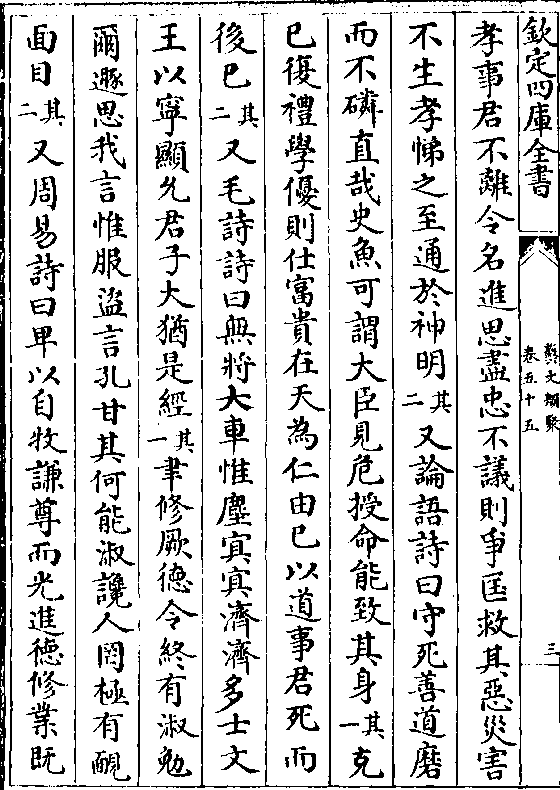 欽定四庫全書
藝文類聚
卷五十五
三
孝事君不離令名進思盡忠不議則爭匡救其惡災害
不生孝悌之至通於神明其二又論語詩曰守死善道磨
而不磷直哉史魚可謂大臣見危授命能致其身其一克
已復禮學優則仕富貴在天為仁由已以道事君死而
後已其二又毛詩詩曰無將大車惟塵冥冥濟濟多士文
王以寧顯允君子大猶是經其一聿修厥德令終有淑勉
爾遯思我言惟服盜言孔甘其何能淑讒人罔極有靦
面目其二又周易詩曰卑以自牧謙尊而光進德修業既